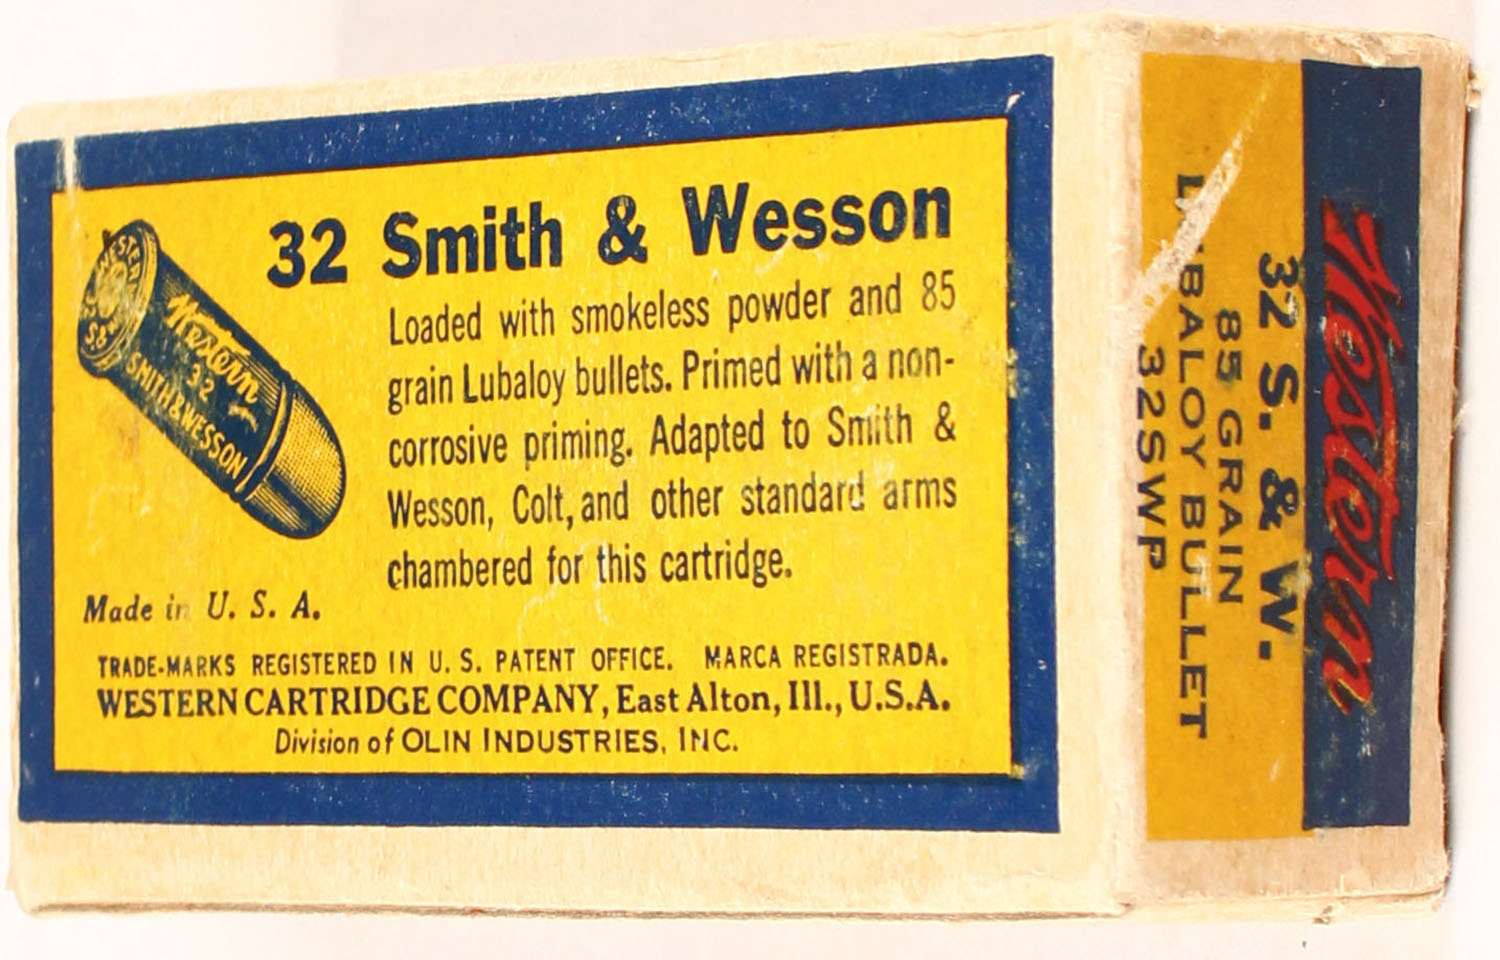 32 Smith & Wesson
Loaded with smokeless powder and 85
grain Lubaloy bullets. Primed with a non-
corrosive priming. Adapted to Smith &
Wesson, Colt, and other standard arms
chambered for this cartridge.
WESTERN
32
S&W
Western
32
SMITH & WESSON
Made in U. S. A.
TRADE-MARKS REGISTERED IN U. S. PATENT OFFICE. MARCA REGISTRADA.
WESTERN CARTRIDGE COMPANY, East Alton, Ill., U.S.A.
Division of OLIN INDUSTRIES, INC.
Western
32 S. & W.
85 GRAIN
LUBALOY BULLET
32SWP